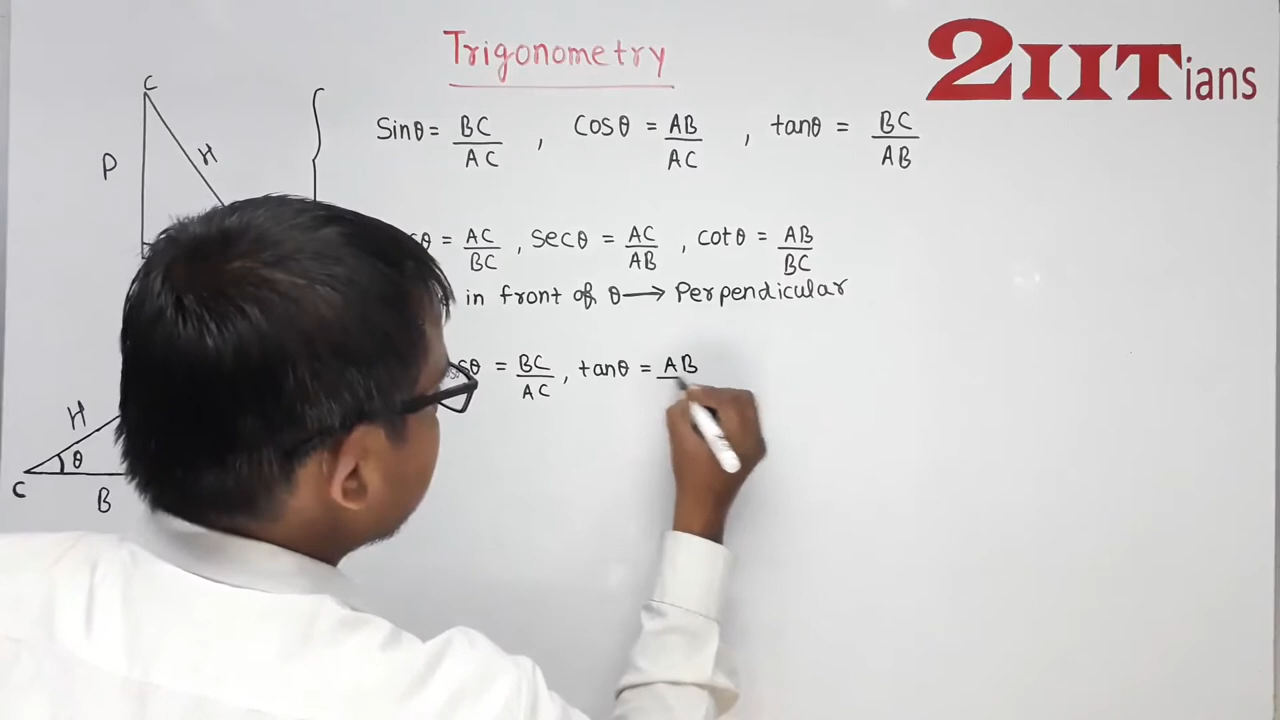 Trigonometry
2IITians
C
P
H
Sinθ = BC/AC , Cosθ = AB/AC , tanθ = BC/AB
θ = AC/BC , secθ = AC/AB , cotθ = AB/BC
in front of θ → Perpendicular
sθ = BC/AC , tanθ = AB
H
θ
C
B